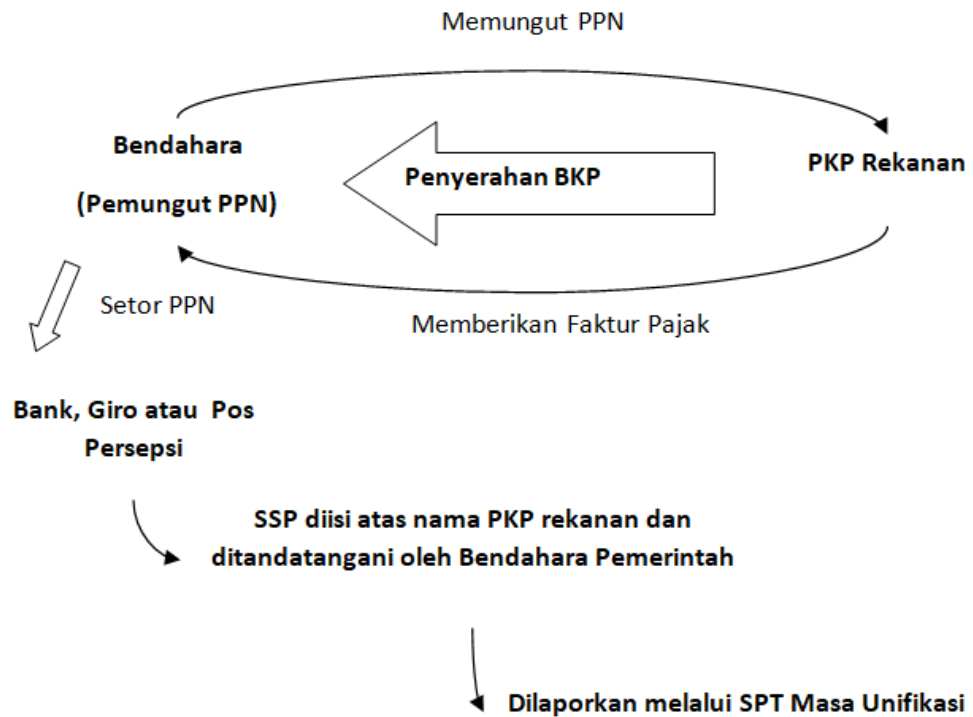 Memungut PPN
Bendahara
(Pemungut PPN)
Penyerahan BKP
PKP Rekanan
Setor PPN
Memberikan Faktur Pajak
Bank, Giro atau Pos
Persepsi
SSP diisi atas nama PKP rekanan dan
ditandatangani oleh Bendahara Pemerintah
Dilaporkan melalui SPT Masa Unifikasi